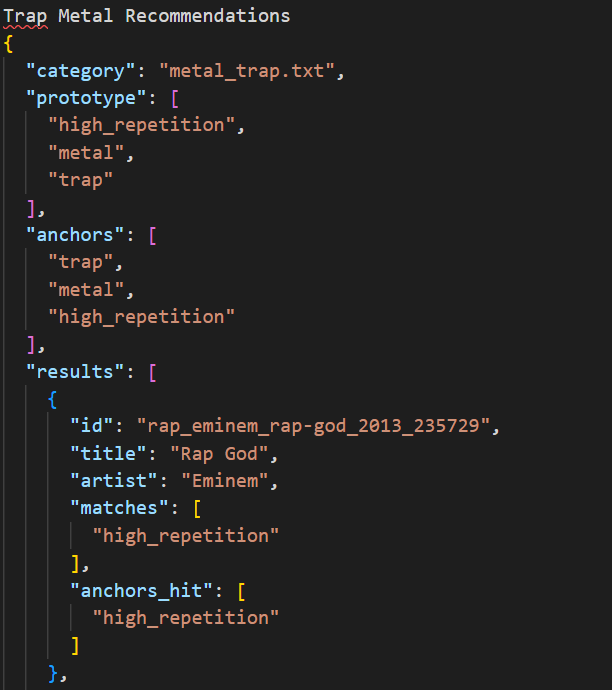 Trap Metal Recommendations
{
"category": "metal_trap.txt",
"prototype": [
"high_repetition",
"metal",
"trap"
],
"anchors": [
"trap",
"metal",
"high_repetition"
],
"results": [
{
"id": "rap_eminem_rap-god_2013_235729",
"title": "Rap God",
"artist": "Eminem",
"matches": [
"high_repetition"
],
"anchors_hit": [
"high_repetition"
]
},